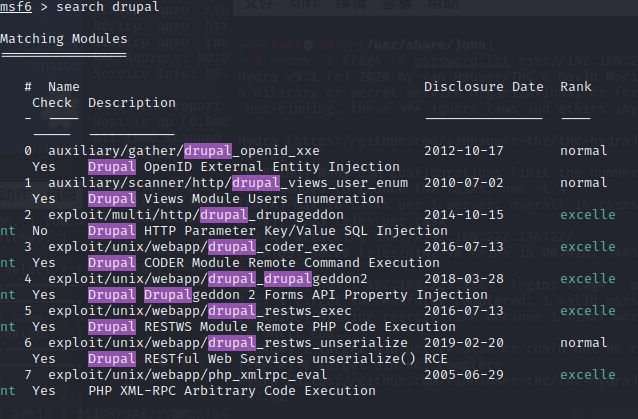 msf6 > search drupal
Matching Modules
================
# Name Disclosure Date Rank
Check Description
- ---- --------------- ----
----- -----------
0 auxiliary/gather/drupal_openid_xxe 2012-10-17 normal
Yes Drupal OpenID External Entity Injection
1 auxiliary/scanner/http/drupal_views_user_enum 2010-07-02 normal
Yes Drupal Views Module Users Enumeration
2 exploit/multi/http/drupal_drupageddon 2014-10-15 excelle
nt No Drupal HTTP Parameter Key/Value SQL Injection
3 exploit/unix/webapp/drupal_coder_exec 2016-07-13 excelle
nt Yes Drupal CODER Module Remote Command Execution
4 exploit/unix/webapp/drupal_drupalgeddon2 2018-03-28 excelle
nt Yes Drupal Drupalgeddon 2 Forms API Property Injection
5 exploit/unix/webapp/drupal_restws_exec 2016-07-13 excelle
nt Yes Drupal RESTWS Module Remote PHP Code Execution
6 exploit/unix/webapp/drupal_restws_unserialize 2019-02-20 normal
Yes Drupal RESTful Web Services unserialize() RCE
7 exploit/unix/webapp/php_xmlrpc_eval 2005-06-29 excelle
nt Yes PHP XML-RPC Arbitrary Code Execution